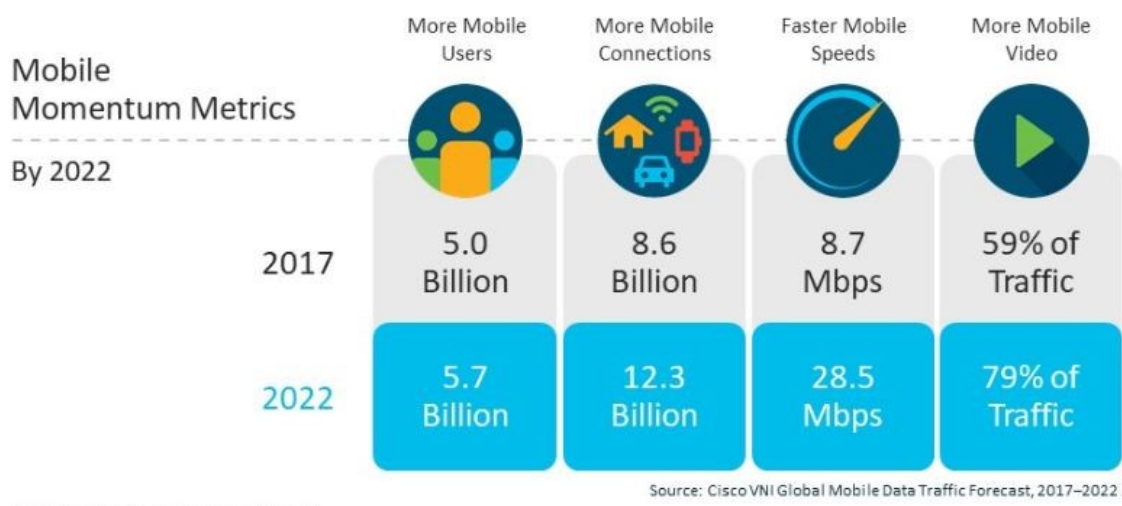 More Mobile
Users
More Mobile
Connections
Faster Mobile
Speeds
More Mobile
Video
Mobile
Momentum Metrics
By 2022
2017
5.0
Billion
8.6
Billion
8.7
Mbps
59% of
Traffic
2022
5.7
Billion
12.3
Billion
28.5
Mbps
79% of
Traffic
Source: Cisco VNI Global Mobile Data Traffic Forecast, 2017–2022